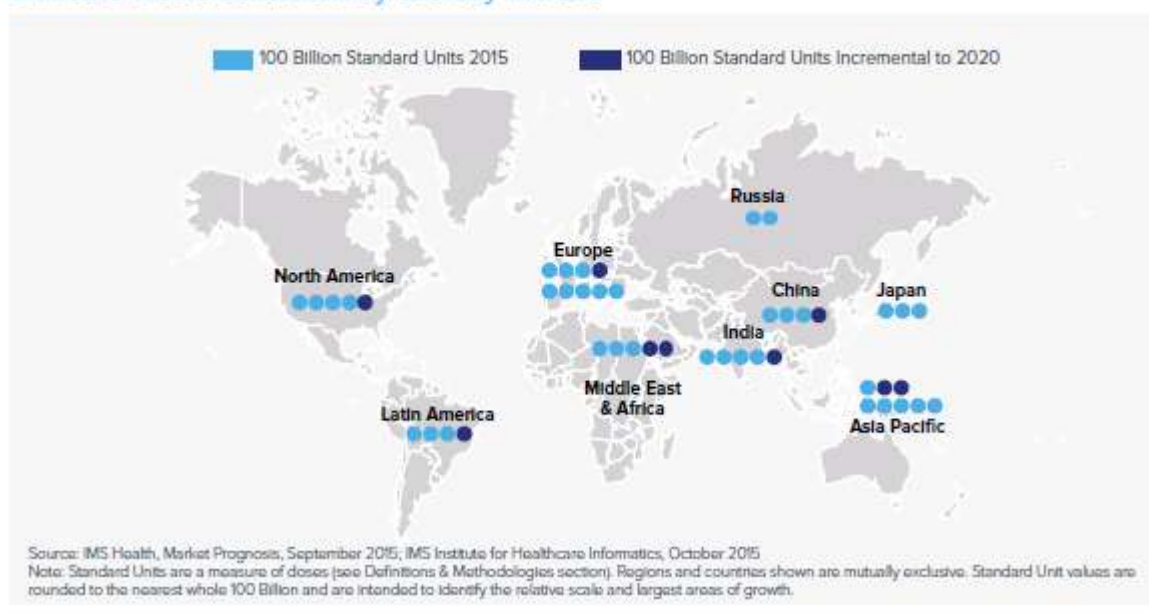 100 Billion Standard Units 2015
100 Billion Standard Units Incremental to 2020
Russia
Europe
North America
China
Japan
India
Middle East
& Africa
Latin America
Asia Pacific
Source: IMS Health, Market Prognosis, September 2015; IMS Institute for Healthcare Informatics, October 2015
Note: Standard Units are a measure of doses (see Definitions & Methodologies section). Regions and countries shown are mutually exclusive. Standard Unit values are
rounded to the nearest whole 100 Billion and are intended to identify the relative scale and largest areas of growth.